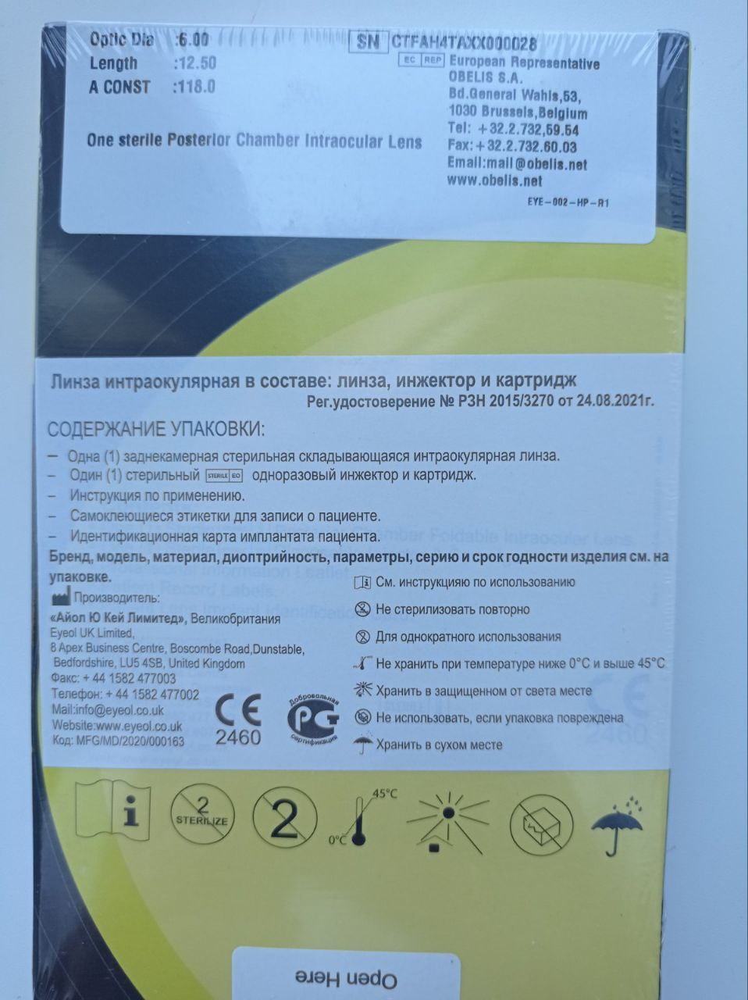 Optic Dia :6.00
Length :12.50
A CONST :118.0
One sterile Posterior Chamber Intraocular Lens
SN CTFAH4TAXX000028
EC REP European Representative
OBELIS S.A.
Bd.General Wahis,53,
1030 Brussels,Belgium
Tel: +32.2.732,59.54
Fax:+32.2.732.60.03
Email:mail@obelis.net
www.obelis.net
EYE-002-HP-R1
Линза интраокулярная в составе: линза, инжектор и картридж
Рег.удостоверение № РЗН 2015/3270 от 24.08.2021г.
СОДЕРЖАНИЕ УПАКОВКИ:
– Одна (1) заднекамерная стерильная складывающаяся интраокулярная линза.
– Один (1) стерильный STERILE EO одноразовый инжектор и картридж.
– Инструкция по применению.
– Самоклеющиеся этикетки для записи о пациенте.
– Идентификационная карта имплантата пациента.
Бренд, модель, материал, диоптрийность, параметры, серию и срок годности изделия см. на
упаковке.
Производитель:
«Айол Ю Кей Лимитед», Великобритания
Eyeol UK Limited,
8 Apex Business Centre, Boscombe Road,Dunstable,
Bedfordshire, LU5 4SB, United Kingdom
Факс: + 44 1582 477003
Телефон: + 44 1582 477002
Mail:info@eyeol.co.uk
Website:www.eyeol.co.uk
Код: MFG/MD/2020/000163
CE
2460
Добровольная
РСТ
сертификация
i См. инструкцию по использованию
2 Не стерилизовать повторно
2 Для однократного использования
Не хранить при температуре ниже 0°С и выше 45°С
Хранить в защищенном от света месте
Не использовать, если упаковка повреждена
Хранить в сухом месте
i
2
STERILIZE
2
45°C
0°C
Open Here